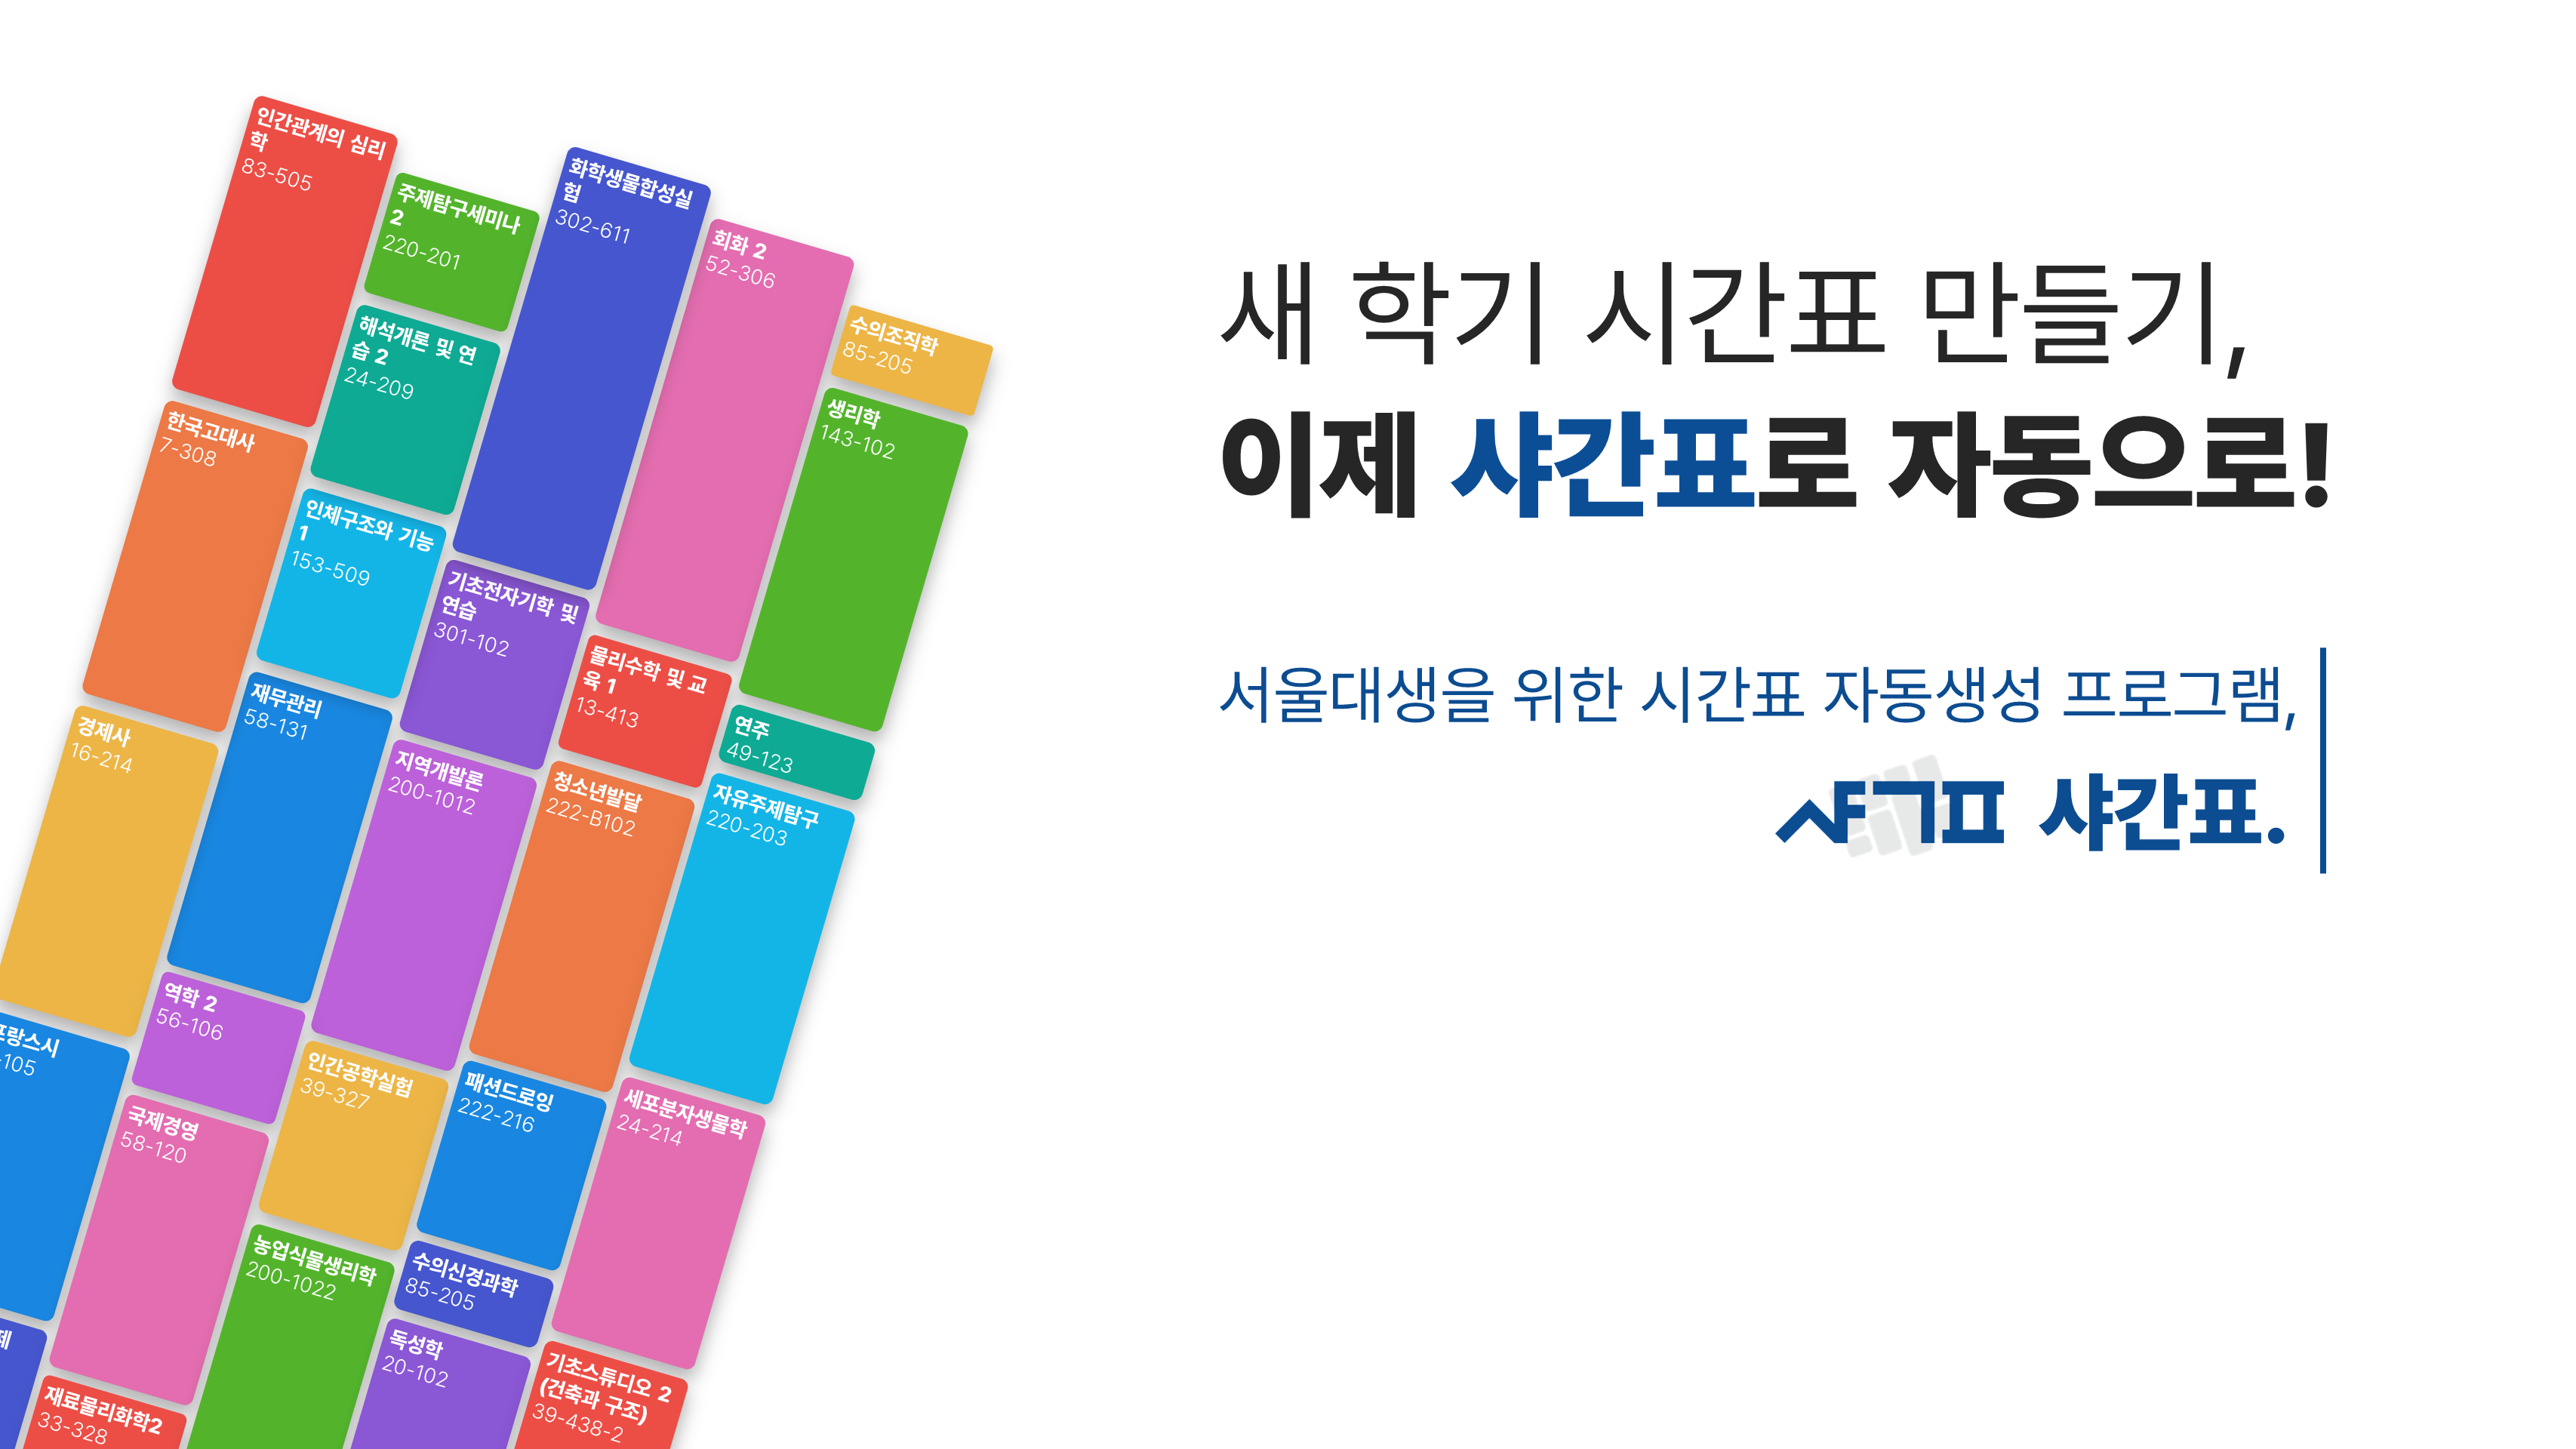 인간관계의 심리
학
83-505
주제탐구세미나
2
220-201
화학생물합성실
험
302-611
회화 2
52-306
수의조직학
85-205
해석개론 및 연
습 2
24-209
생리학
143-102
한국고대사
7-308
인체구조와 기능
1
153-509
기초전자기학 및
연습
301-102
물리수학 및 교
육 1
13-413
재무관리
58-131
연주
49-123
경제사
16-214
지역개발론
200-1012
청소년발달
222-B102
자유주제탐구
220-203
역학 2
56-106
프랑스시
-105
인간공학실험
39-327
패션드로잉
222-216
세포분자생물학
24-214
국제경영
58-120
농업식물생리학
200-1022
수의신경과학
85-205
독성학
20-102
기초스튜디오 2
(건축과 구조)
39-438-2
재료물리화학2
33-328
새 학기 시간표 만들기,
이제 샤간표로 자동으로!
서울대생을 위한 시간표 자동생성 프로그램,
샤ㄱㅍ 샤간표.